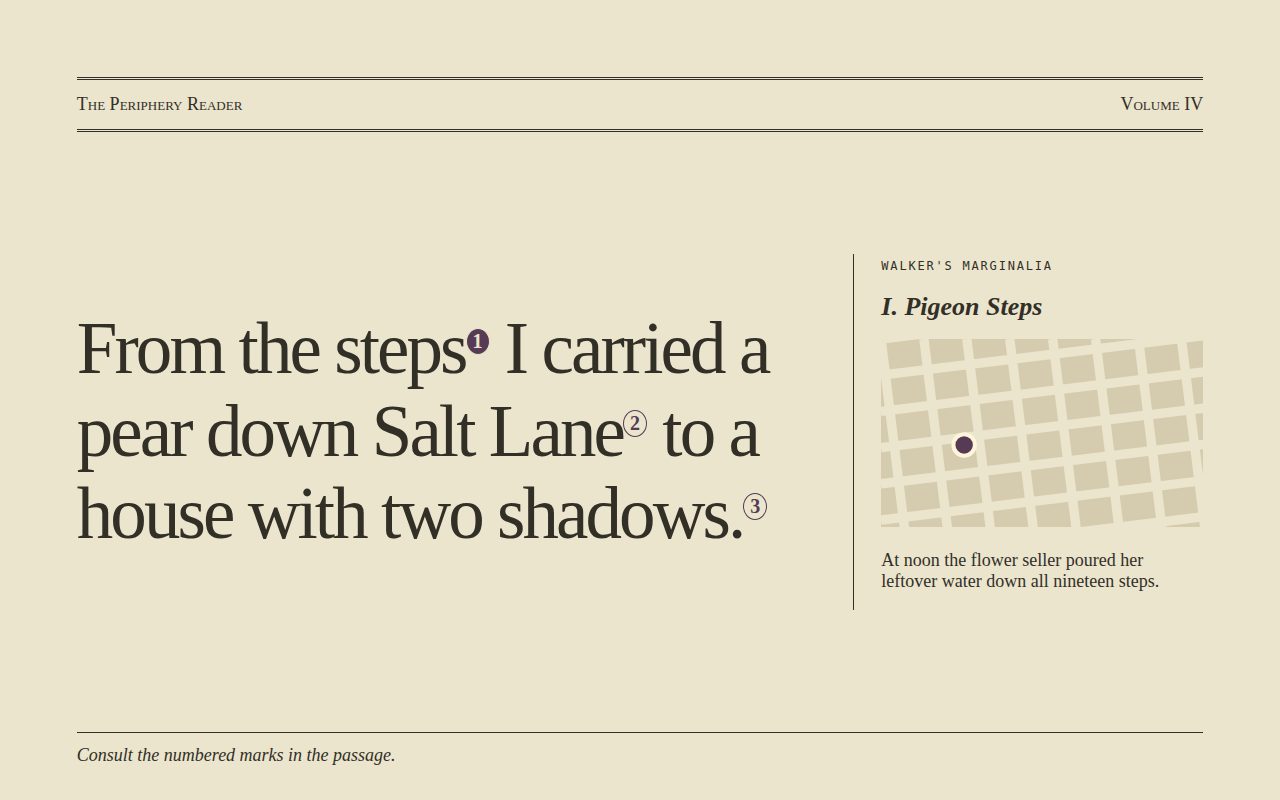 The Periphery Reader
Volume IV
From the steps1 I carried a
pear down Salt Lane2 to a
house with two shadows.3
WALKER'S MARGINALIA
I. Pigeon Steps
At noon the flower seller poured her
leftover water down all nineteen steps.
Consult the numbered marks in the passage.